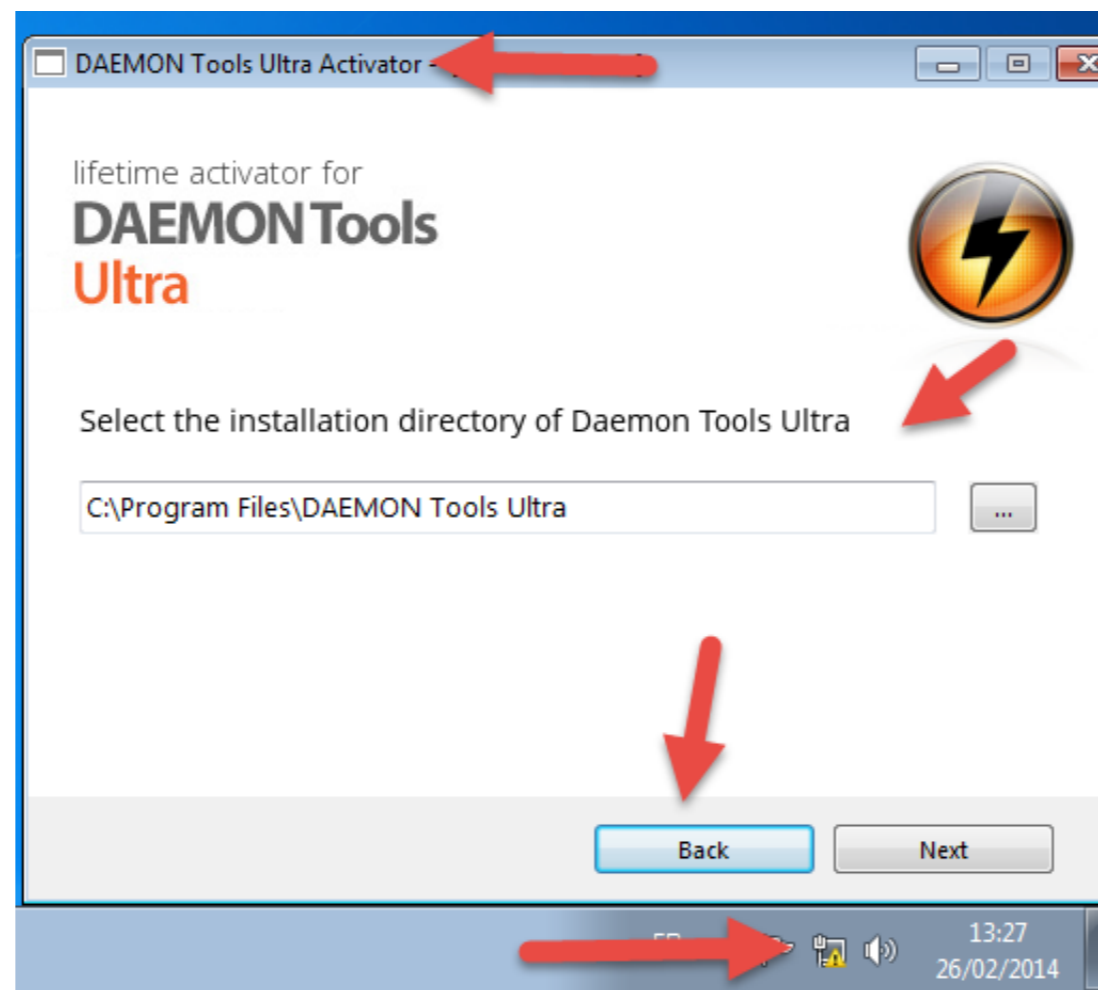 DAEMON Tools Ultra Activator -
lifetime activator for
DAEMON Tools
Ultra
Select the installation directory of Daemon Tools Ultra
C:\Program Files\DAEMON Tools Ultra
...
Back
Next
13:27
26/02/2014